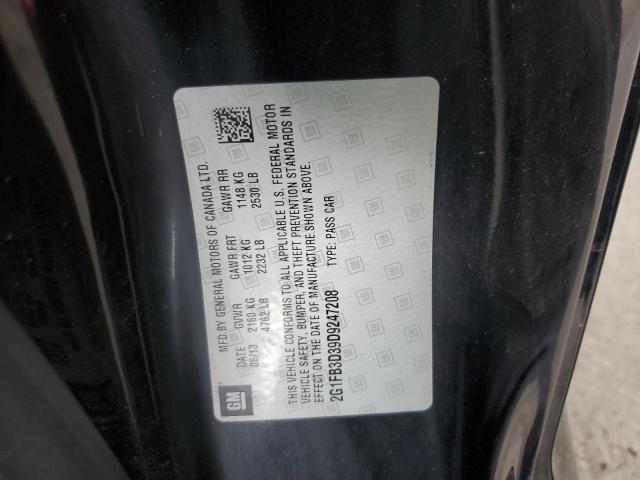 MFD BY GENERAL MOTORS OF CANADA LTD.
DATE GVWR GAWR FRT GAWR RR
06/13 2160 KG 1012 KG 1148 KG
4762 LB 2232 LB 2530 LB
THIS VEHICLE CONFORMS TO ALL APPLICABLE U.S. FEDERAL MOTOR
VEHICLE SAFETY, BUMPER, AND THEFT PREVENTION STANDARDS IN
EFFECT ON THE DATE OF MANUFACTURE SHOWN ABOVE.
2G1FB3D39D9247208 TYPE: PASS CAR
GM